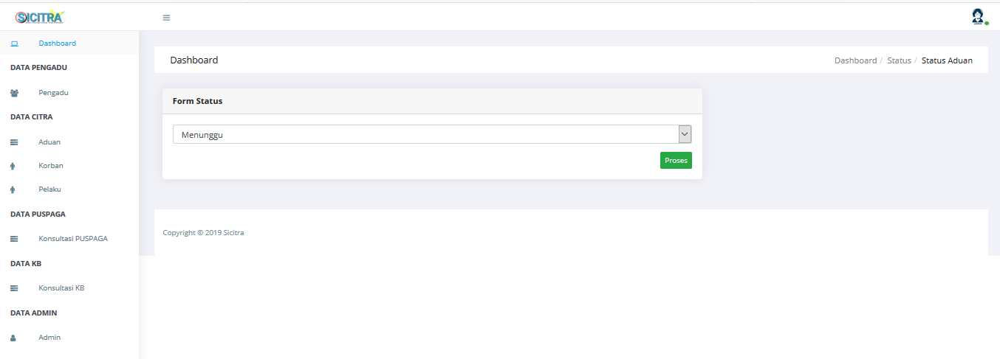 SICITRA
Dashboard
DATA PENGADU
Pengadu
DATA CITRA
Aduan
Korban
Pelaku
DATA PUSPAGA
Konsultasi PUSPAGA
DATA KB
Konsultasi KB
DATA ADMIN
Admin
Dashboard
Dashboard / Status / Status Aduan
Form Status
Menunggu
Proses
Copyright © 2019 Sicitra